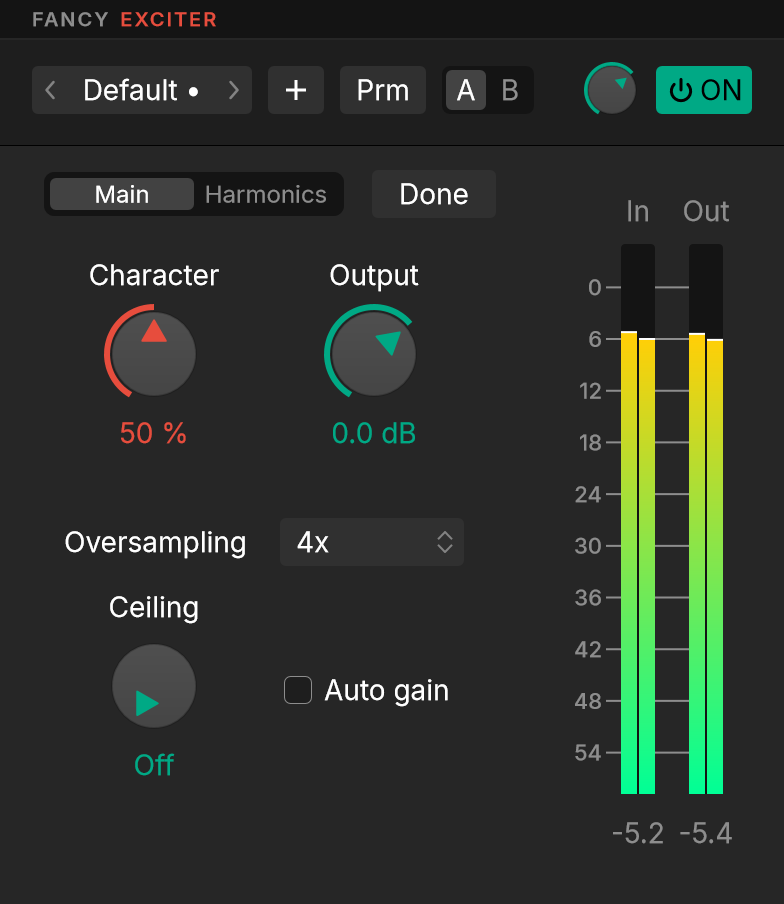 FANCY EXCITER
Default •
+
Prm
A B
ON
Main Harmonics
Done
In Out
Character
Output
50 %
0.0 dB
Oversampling 4x
Ceiling
Auto gain
Off
0
6
12
18
24
30
36
42
48
54
-5.2 -5.4